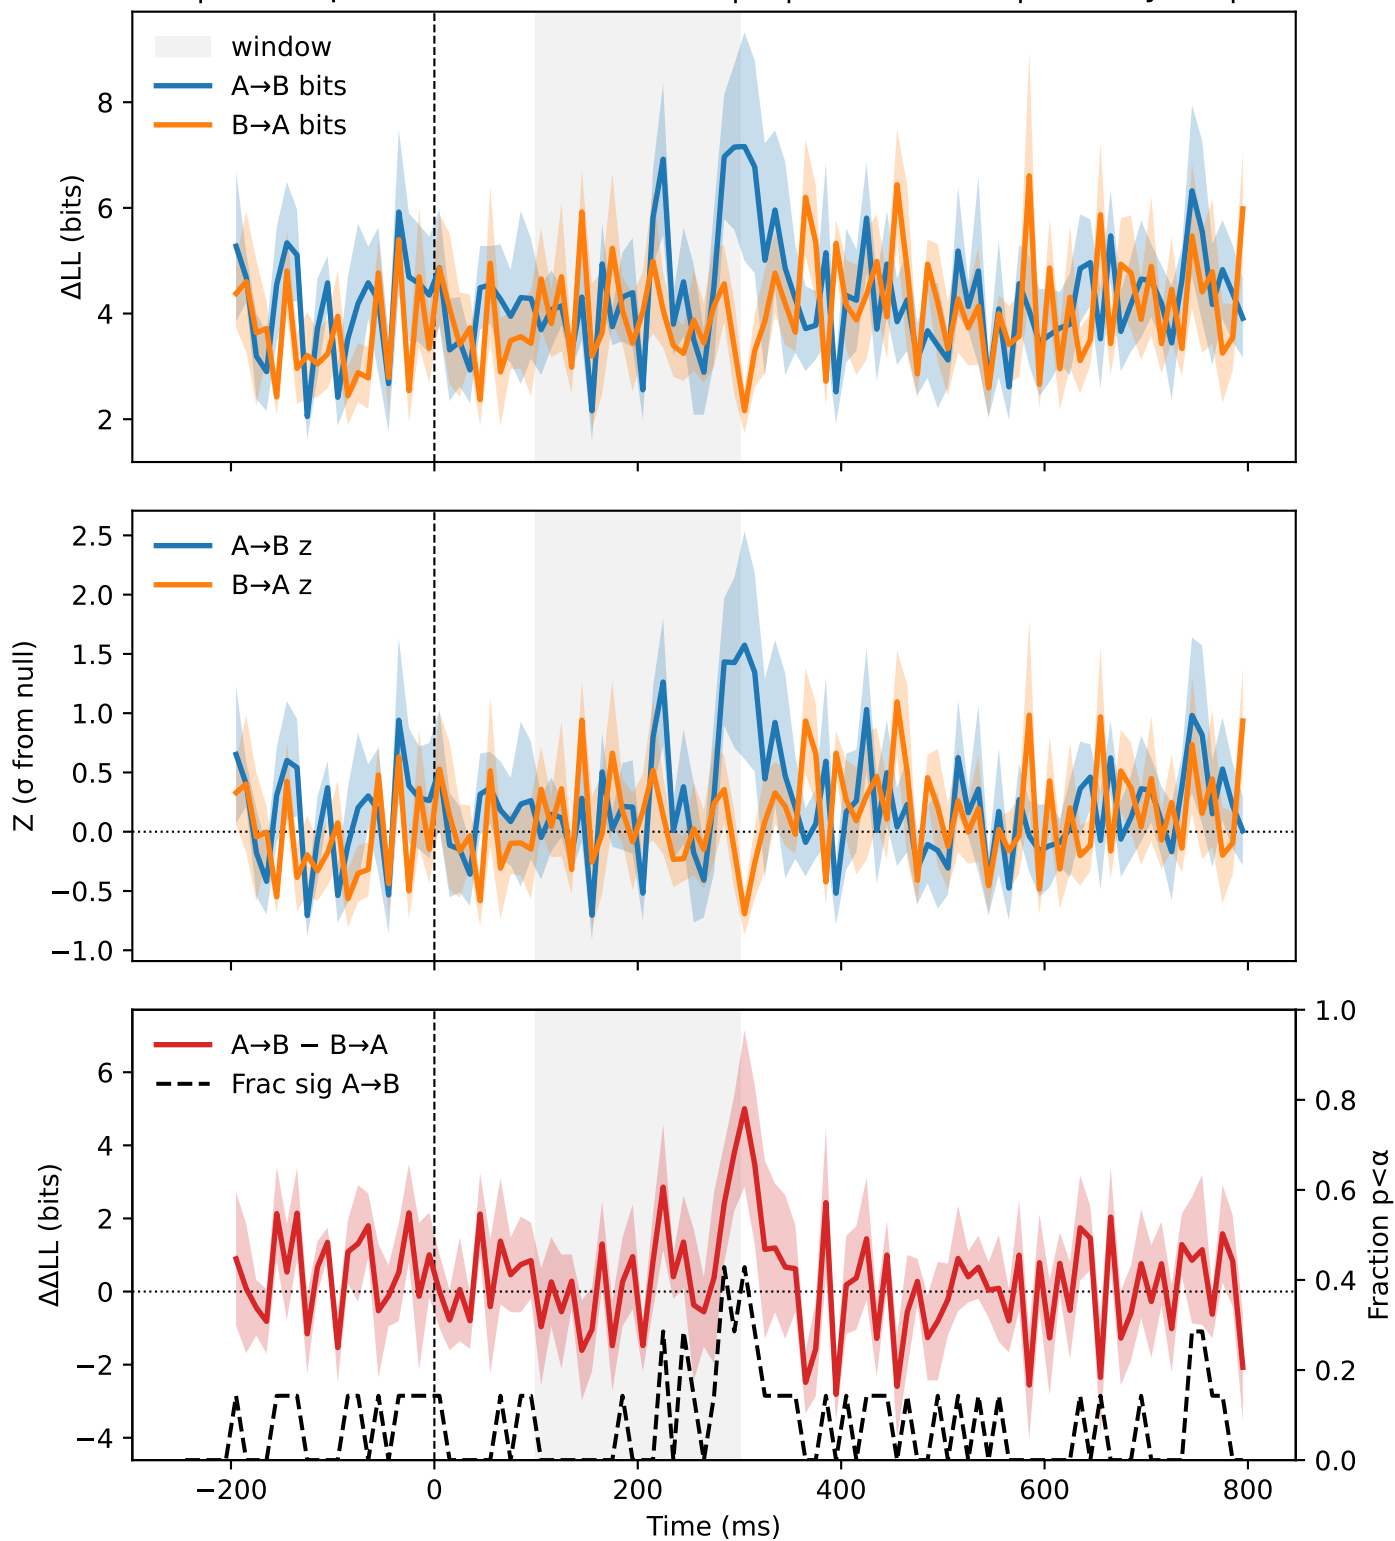 window
A→B bits
B→A bits
ΔLL (bits)
8
6
4
2
A→B z
B→A z
Z (σ from null)
2.5
2.0
1.5
1.0
0.5
0.0
−0.5
−1.0
A→B − B→A
Frac sig A→B
ΔΔLL (bits)
6
4
2
0
−2
−4
1.0
0.8
0.6
0.4
0.2
0.0
Fraction p<α
−200
0
200
400
600
800
Time (ms)